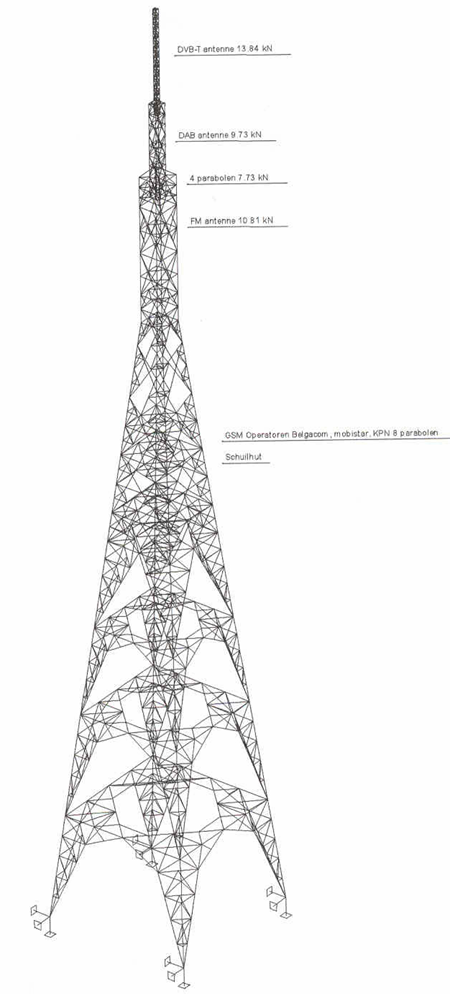 DVB-T antenne 13.84 kN
DAB antenne 9.73 kN
4 parabolen 7.73 kN
FM antenne 10.81 kN
GSM Operatoren Belgacom, mobistar, KPN 8 parabolen
Schuilhut